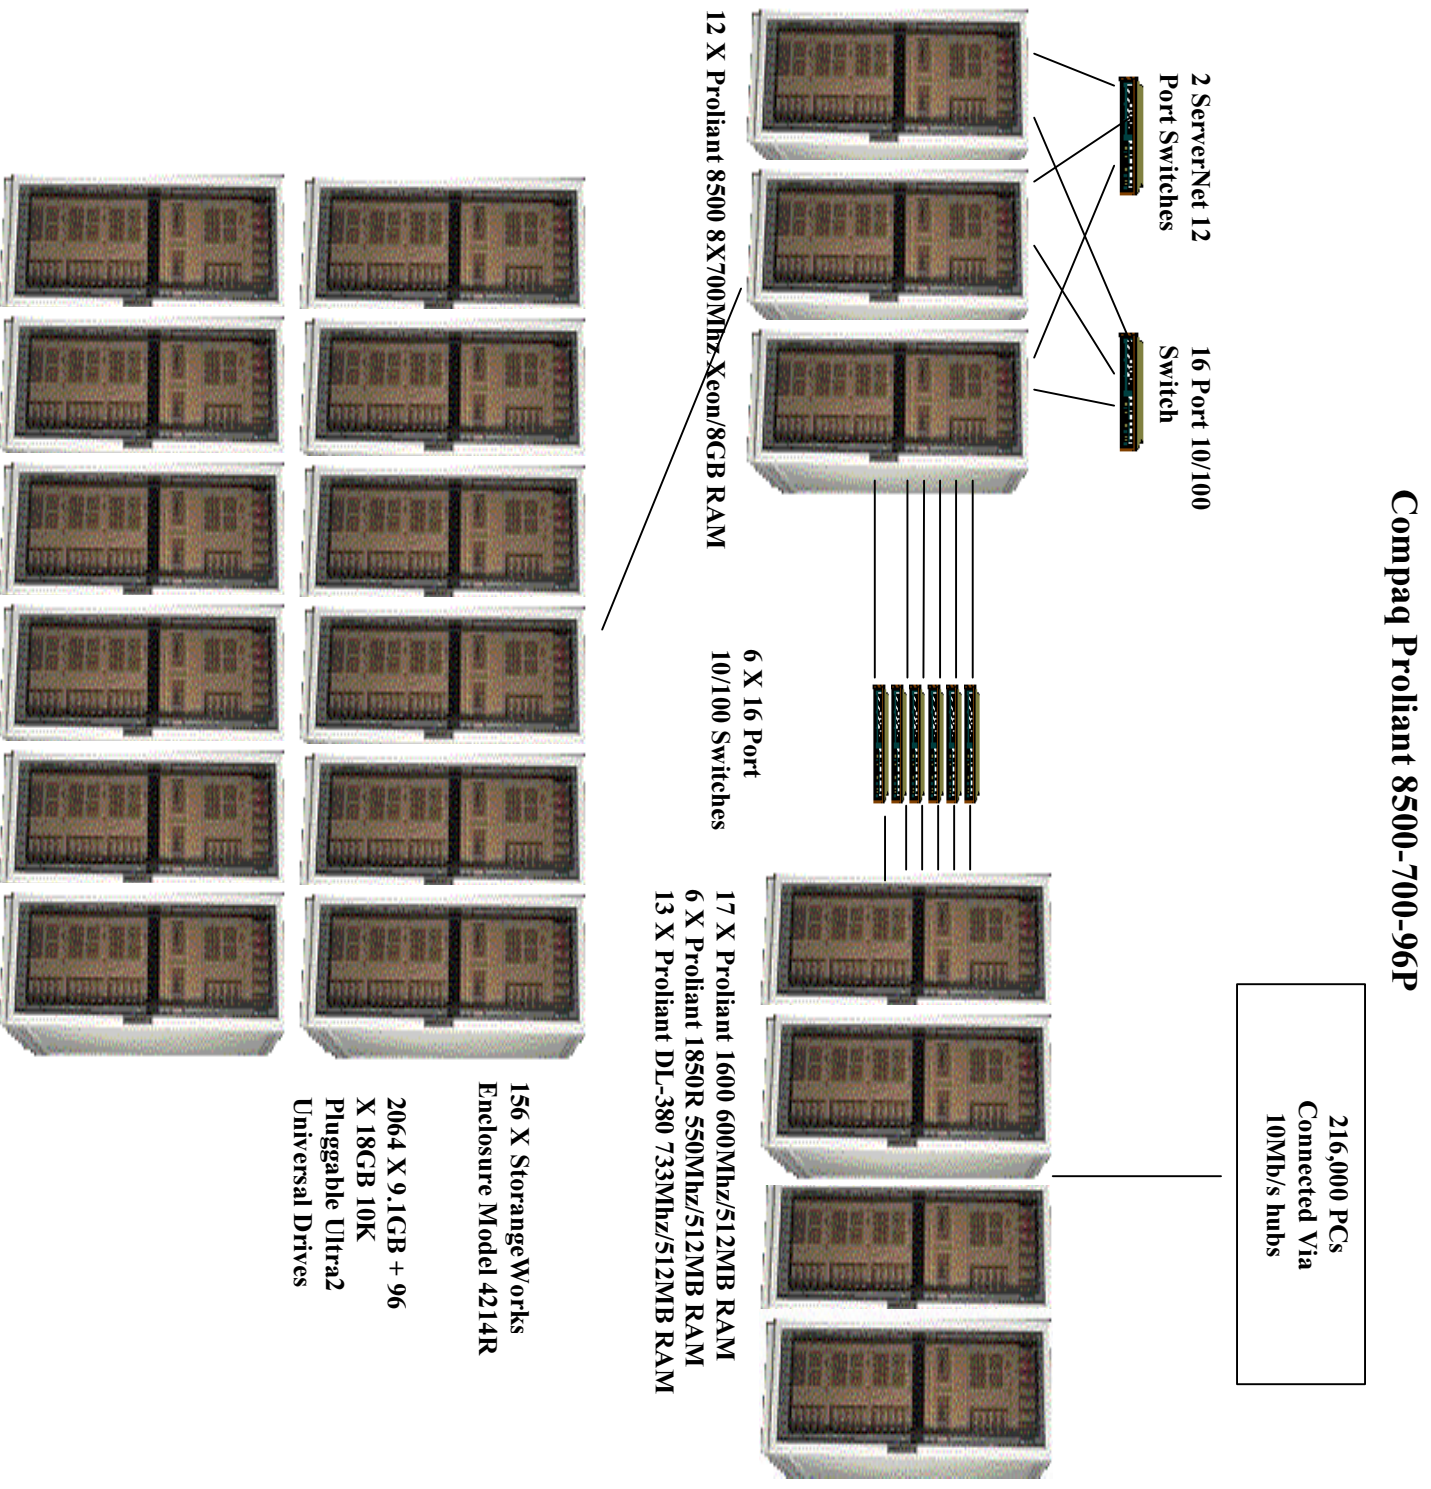 Compaq Proliant 8500-700-96P
2 ServerNet 12
Port Switches
16 Port 10/100
Switch
216,000 PCs
Connected Via
10Mb/s hubs
12 X Proliant 8500 8X700Mhz Xeon/8GB RAM
6 X 16 Port
10/100 Switches
17 X Proliant 1600 600Mhz/512MB RAM
6 X Proliant 1850R 550Mhz/512MB RAM
13 X Proliant DL-380 733Mhz/512MB RAM
156 X StorangeWorks
Enclosure Model 4214R
2064 X 9.1GB + 96
X 18GB 10K
Pluggable Ultra2
Universal Drives